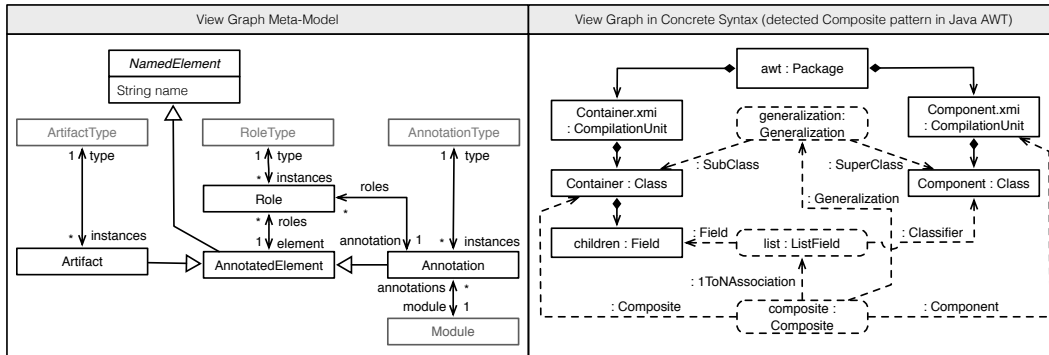 View Graph Meta-Model
NamedElement
String name
ArtifactType
RoleType
AnnotationType
1 type
1 type
1 type
* instances
Role
roles
*
* roles
* instances
1 element
annotation 1
* instances
Artifact
AnnotatedElement
Annotation
annotations *
module 1
Module
View Graph in Concrete Syntax (detected Composite pattern in Java AWT)
awt : Package
Container.xmi
: CompilationUnit
generalization:
Generalization
Component.xmi
: CompilationUnit
: SubClass
: SuperClass
Container : Class
Component : Class
: Generalization
children : Field
: Field
list : ListField
: Classifier
: 1ToNAssociation
: Composite
composite :
Composite
: Component